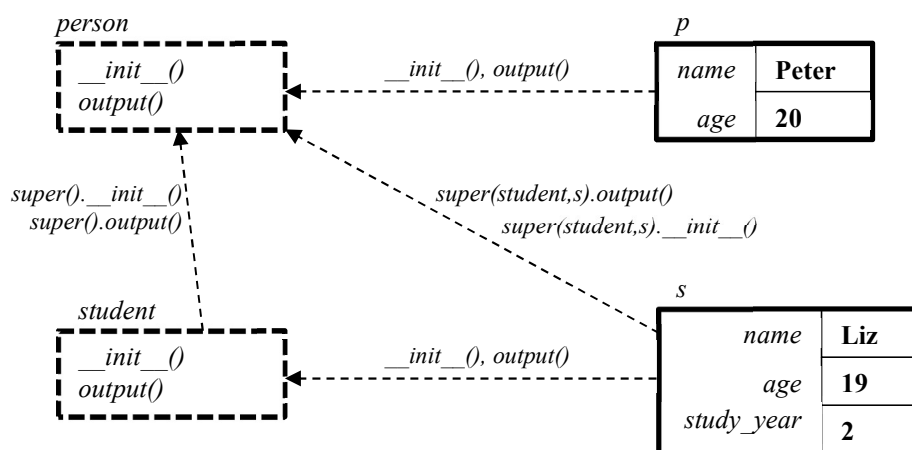 person
__init__()
output()
__init__(), output()
p
name Peter
age 20
super().__init__()
super().output()
super(student,s).output()
super(student,s).__init__()
student
__init__()
output()
__init__(), output()
s
name Liz
age 19
study_year 2